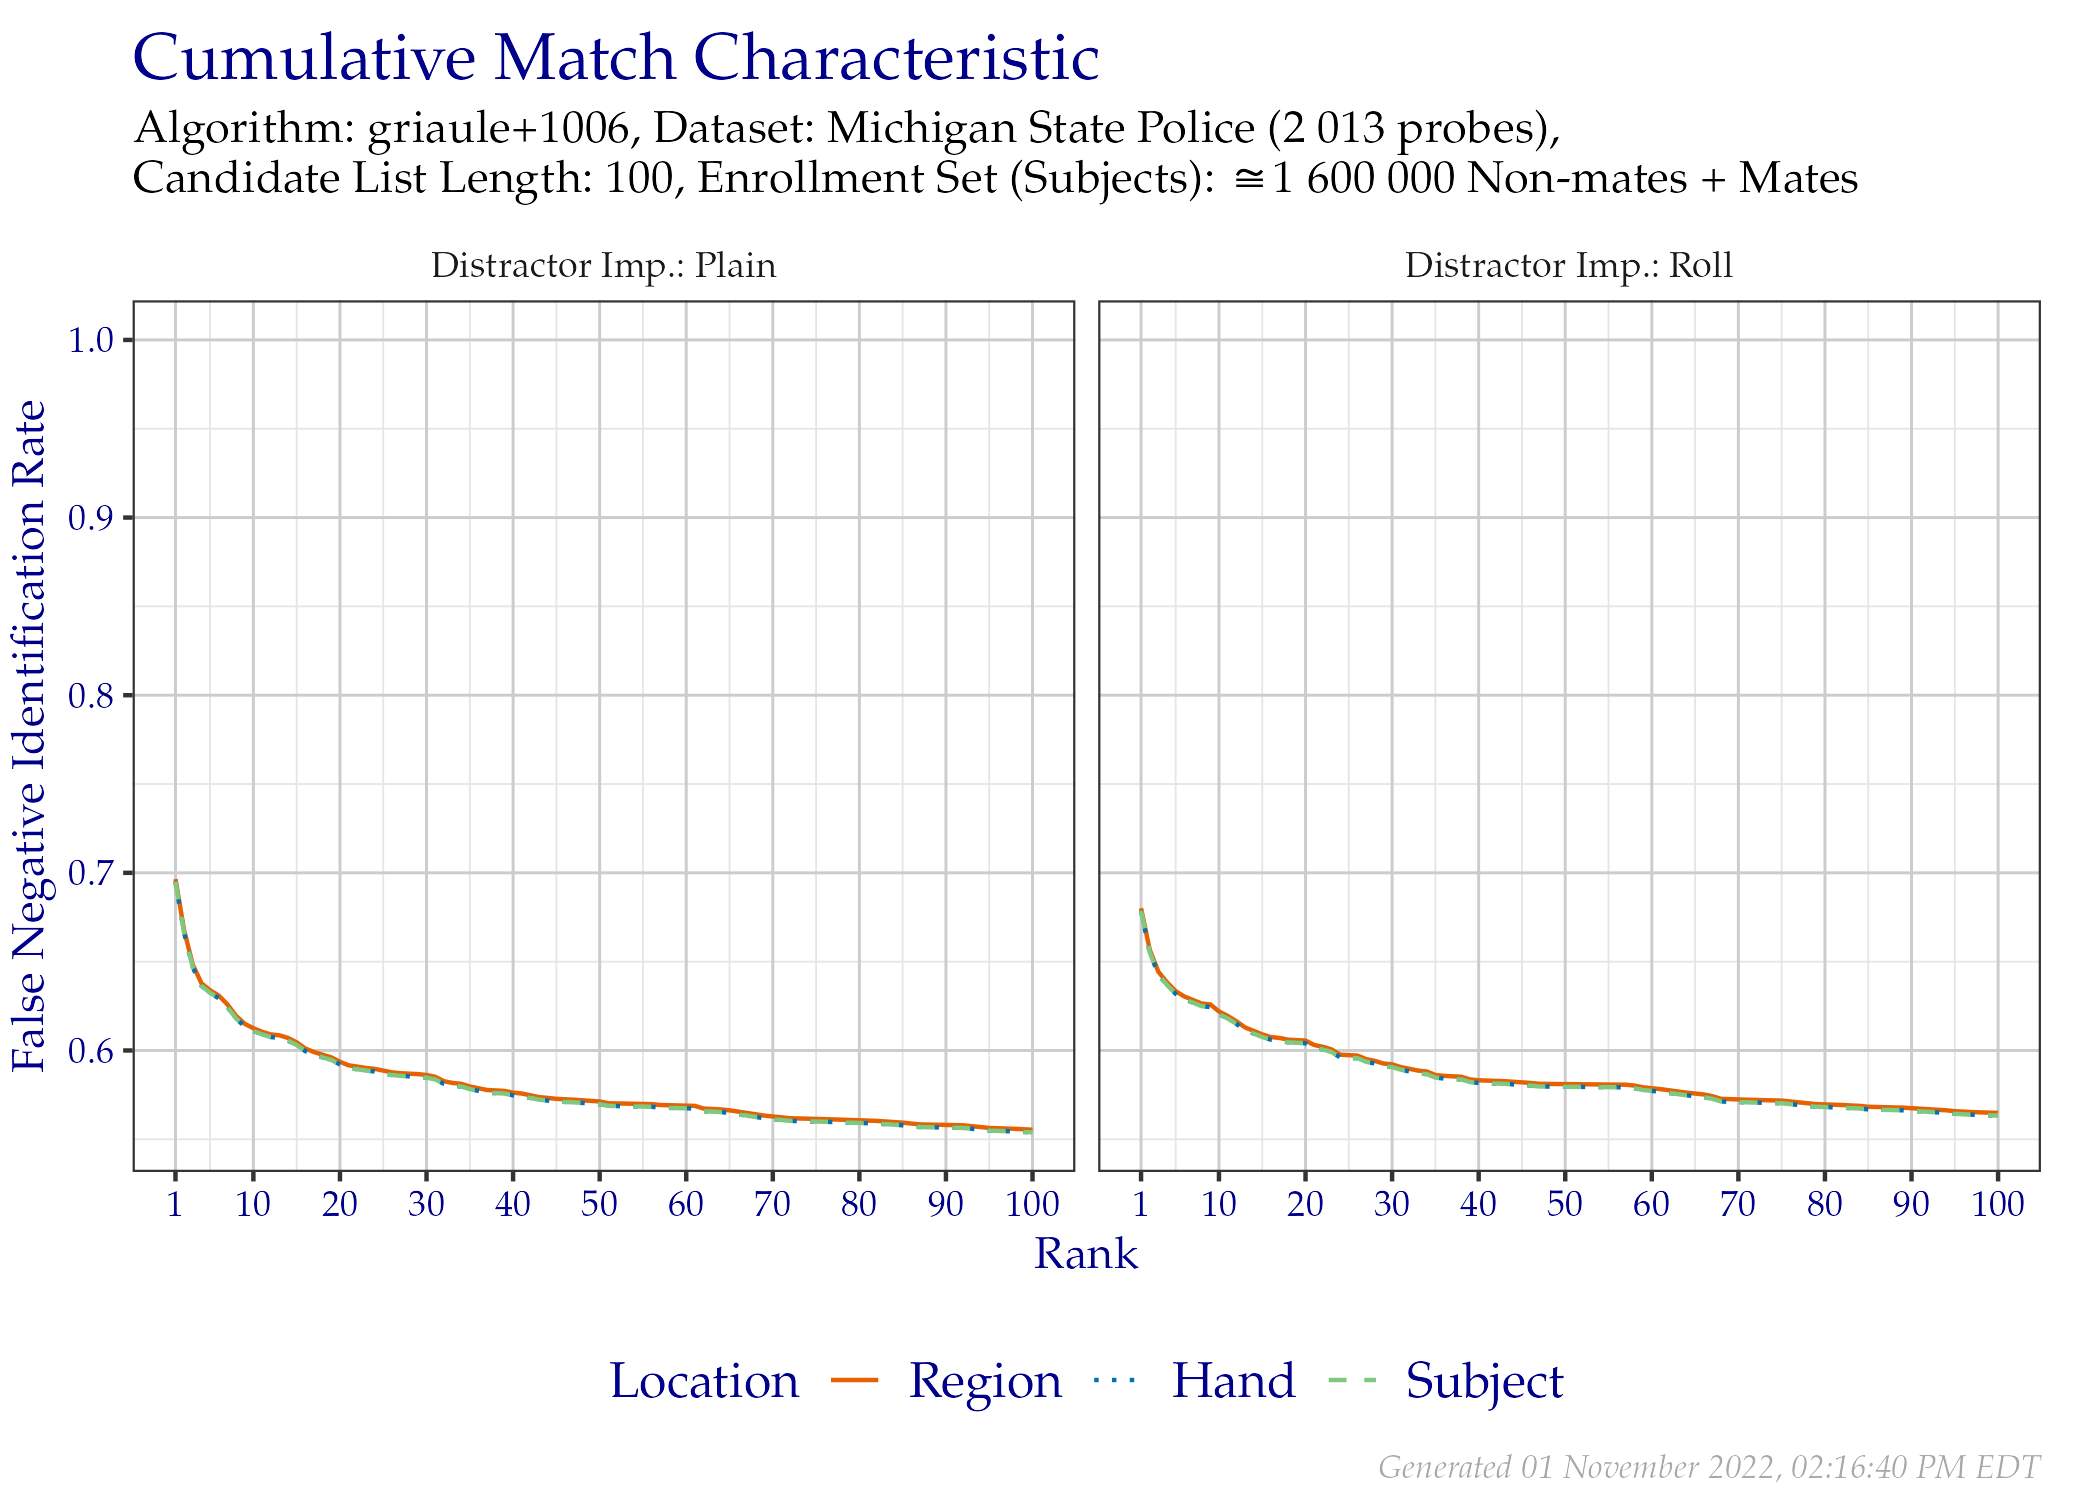 Cumulative Match Characteristic
Algorithm: griaule+1006, Dataset: Michigan State Police (2 013 probes),
Candidate List Length: 100, Enrollment Set (Subjects): ≅1 600 000 Non-mates + Mates
Distractor Imp.: Plain
Distractor Imp.: Roll
False Negative Identification Rate
1.0
0.9
0.8
0.7
0.6
1 10 20 30 40 50 60 70 80 90 100
1 10 20 30 40 50 60 70 80 90 100
Rank
Location Region Hand Subject
Generated 01 November 2022, 02:16:40 PM EDT